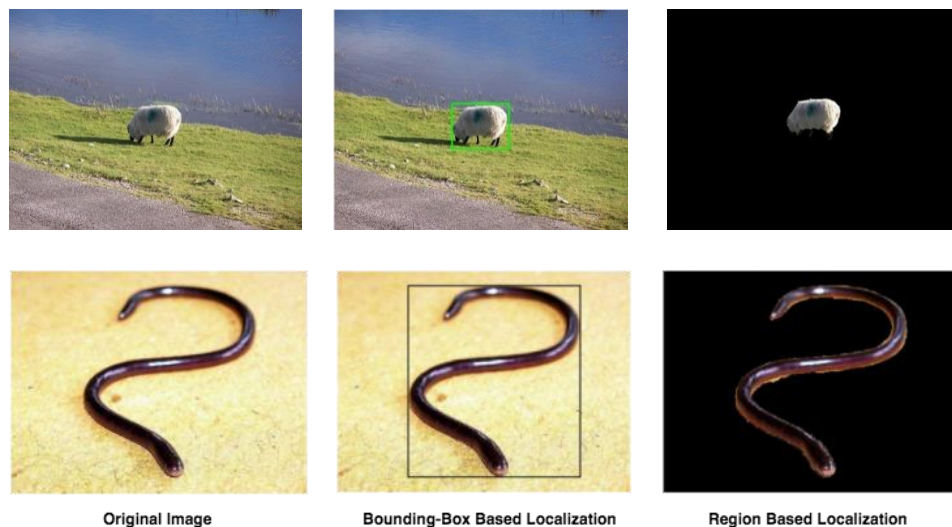 Original Image
Bounding-Box Based Localization
Region Based Localization